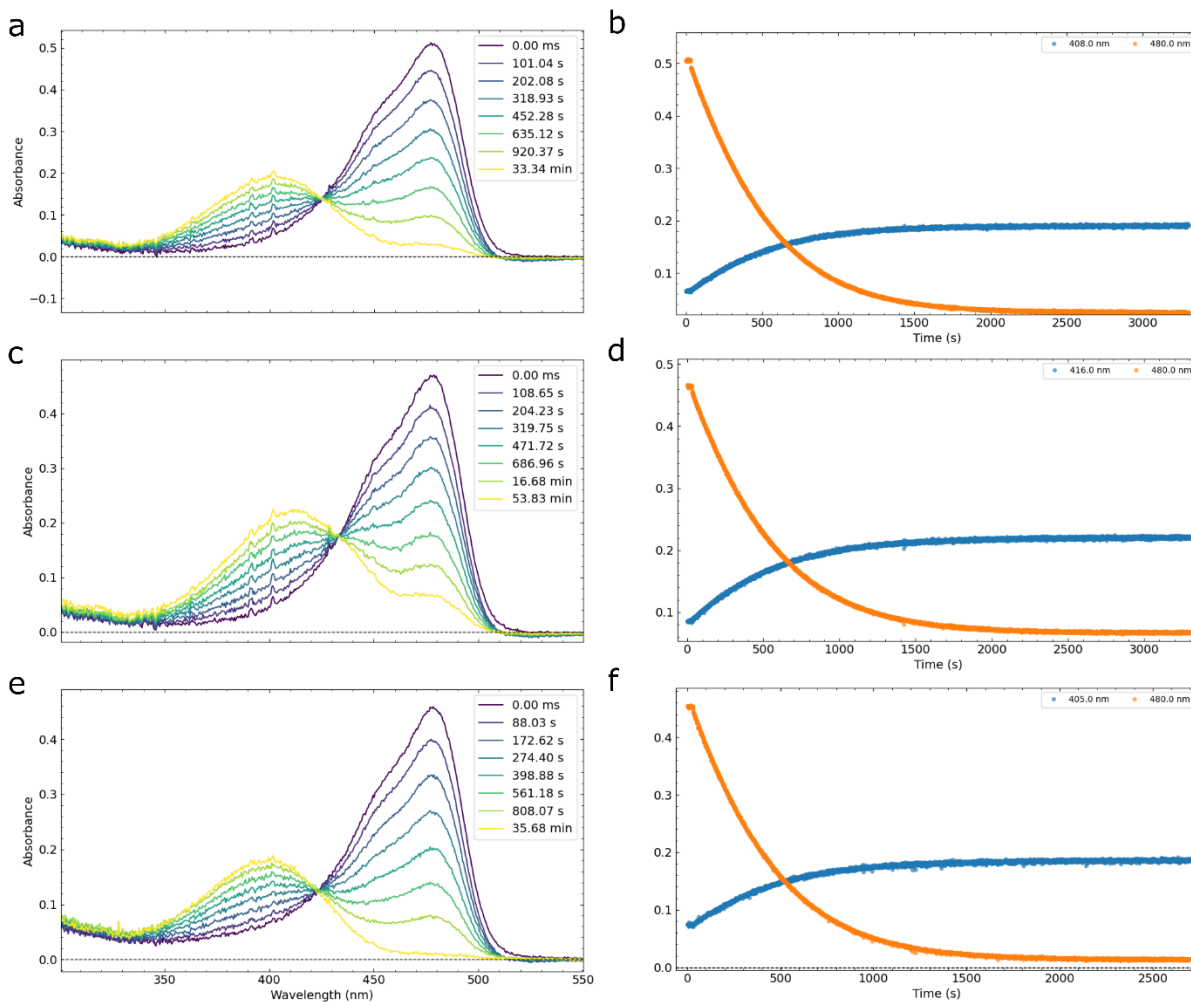 a
Absorbance
0.5
0.4
0.3
0.2
0.1
0.0
−0.1
0.00 ms
101.04 s
202.08 s
318.93 s
452.28 s
635.12 s
920.37 s
33.34 min
b
408.0 nm 480.0 nm
0.5
0.4
0.3
0.2
0.1
0 500 1000 1500 2000 2500 3000
Time (s)
c
Absorbance
0.4
0.3
0.2
0.1
0.0
0.00 ms
108.65 s
204.23 s
319.75 s
471.72 s
686.96 s
16.68 min
53.83 min
d
416.0 nm 480.0 nm
0.5
0.4
0.3
0.2
0.1
0 500 1000 1500 2000 2500 3000
Time (s)
e
Absorbance
0.4
0.3
0.2
0.1
0.0
0.00 ms
88.03 s
172.62 s
274.40 s
398.88 s
561.18 s
808.07 s
35.68 min
350 400 450 500 550
Wavelength (nm)
f
405.0 nm 480.0 nm
0.4
0.3
0.2
0.1
0.0
0 500 1000 1500 2000 2500
Time (s)